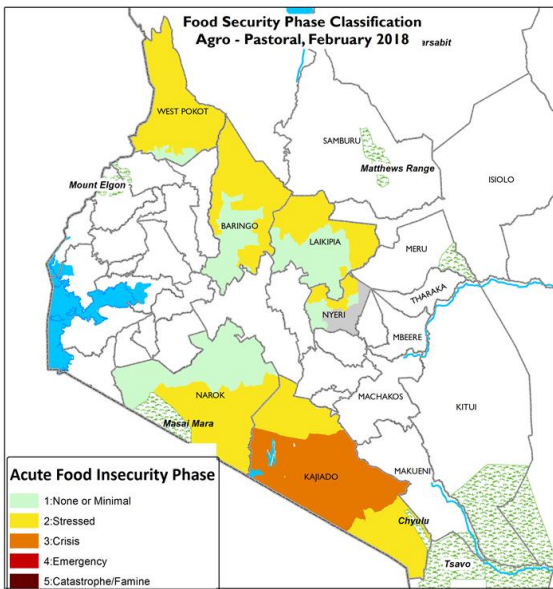 Food Security Phase Classification
Agro - Pastoral, February 2018
arsabit
WEST POKOT
SAMBURU
Matthews Range
ISIOLO
Mount Elgon
BARINGO
LAIKIPIA
MERU
THARAKA
NYERI
MBEERE
NAROK
MACHAKOS
KITUI
Masai Mara
KAJIADO
MAKUENI
Chyulu
Tsavo
Acute Food Insecurity Phase
1:None or Minimal
2:Stressed
3:Crisis
4:Emergency
5:Catastrophe/Famine